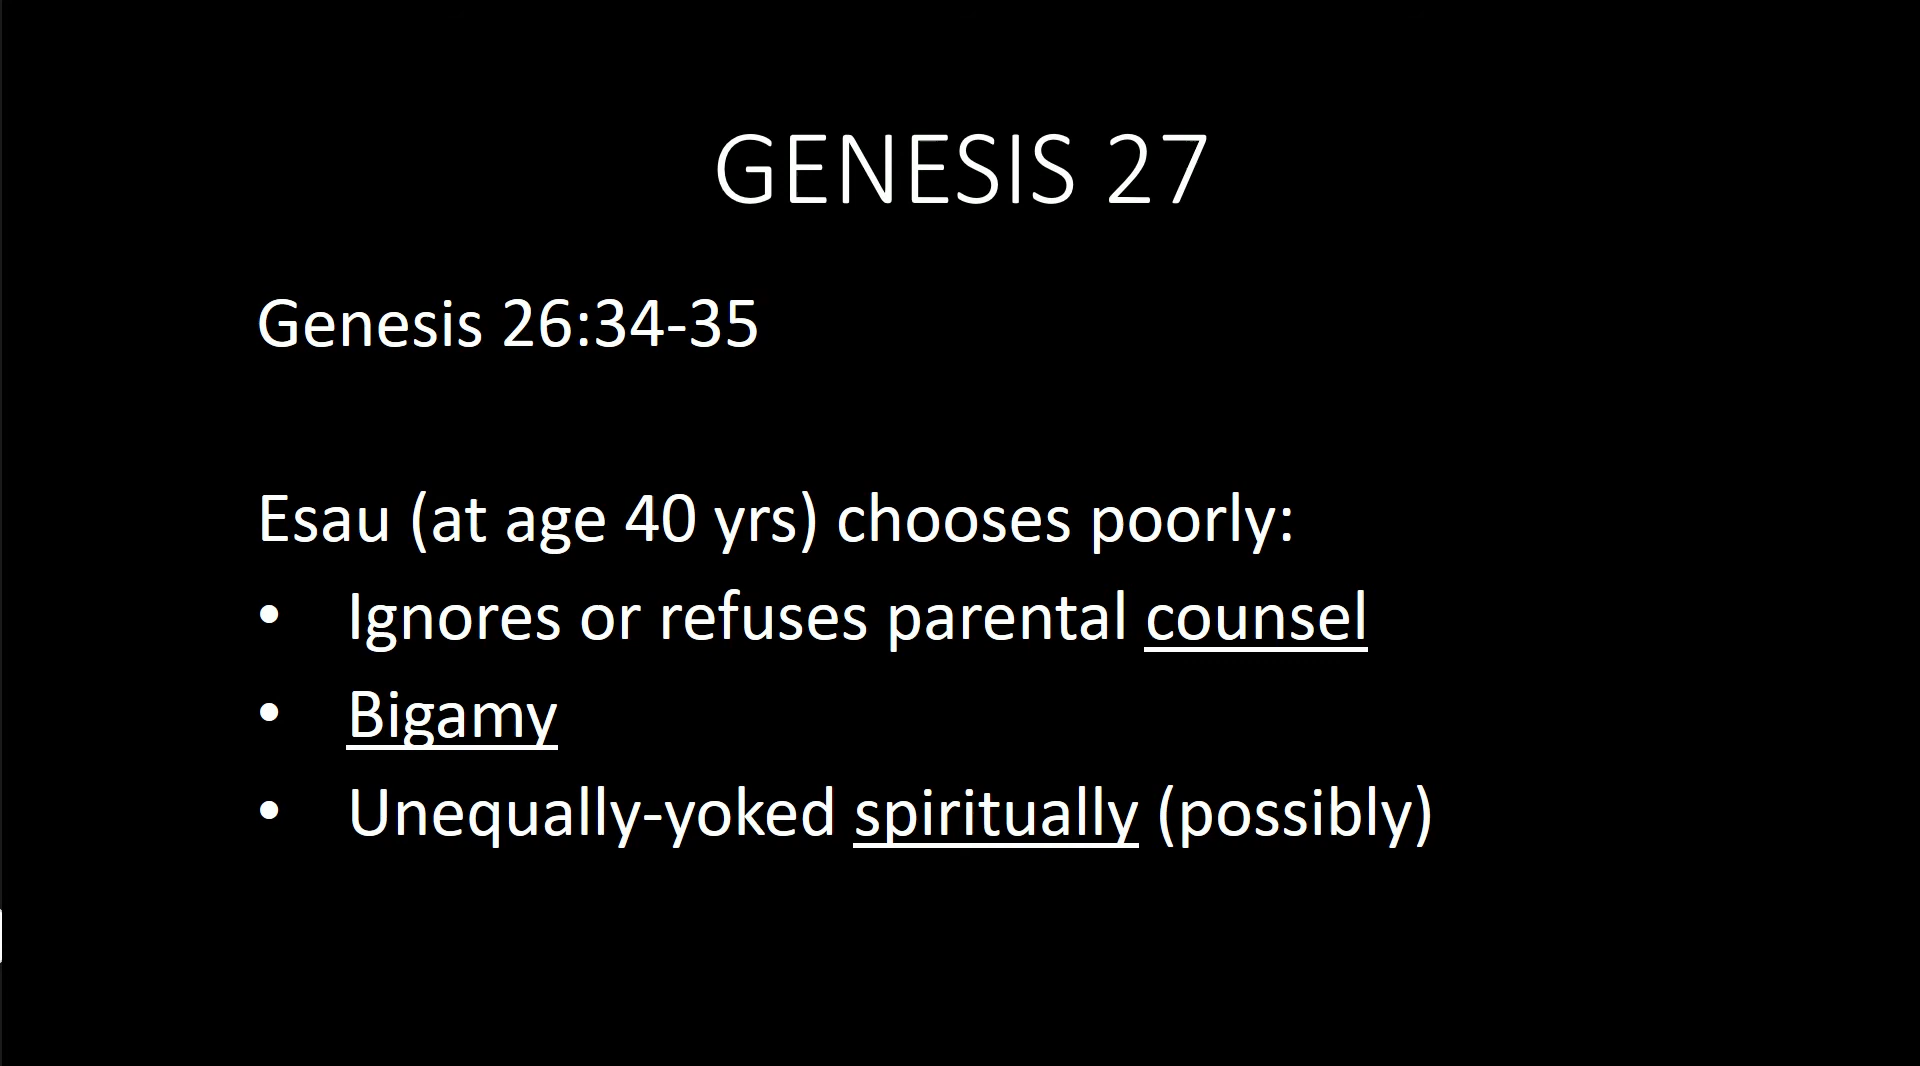 GENESIS 27
Genesis 26:34-35
Esau (at age 40 yrs) chooses poorly:
• Ignores or refuses parental counsel
• Bigamy
• Unequally-yoked spiritually (possibly)